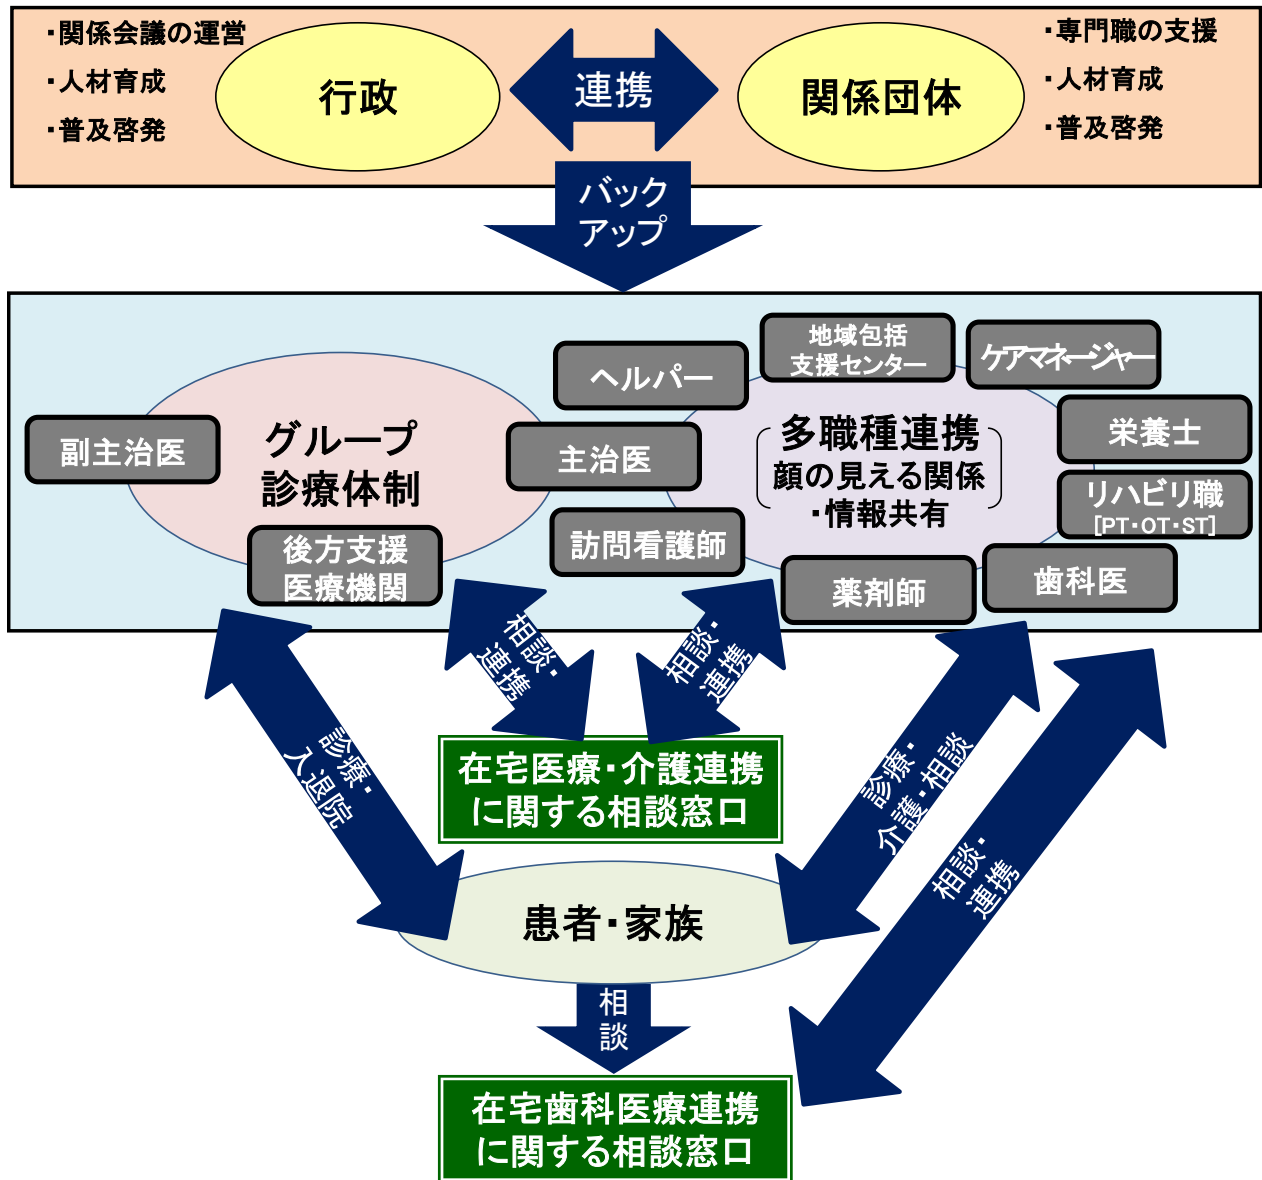 ・関係会議の運営
・人材育成
・普及啓発
行政
連携
関係団体
・専門職の支援
・人材育成
・普及啓発
バック
アップ
グループ
診療体制
副主治医
主治医
後方支援
医療機関
ヘルパー
訪問看護師
地域包括
支援センター
ケアマネージャー
多職種連携
顔の見える関係
・情報共有
栄養士
リハビリ職
[PT・OT・ST]
歯科医
薬剤師
診療・
入退院
相談・
連携
相談・
連携
診療・
介護・相談
相談・
連携
在宅医療・介護連携
に関する相談窓口
患者・家族
相
談
在宅歯科医療連携
に関する相談窓口